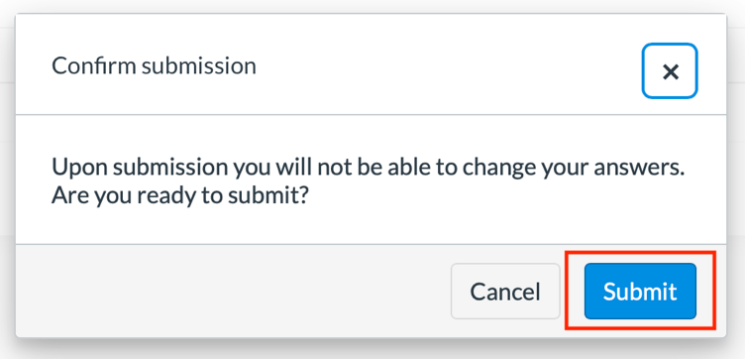 Confirm submission
×
Upon submission you will not be able to change your answers.
Are you ready to submit?
Cancel
Submit